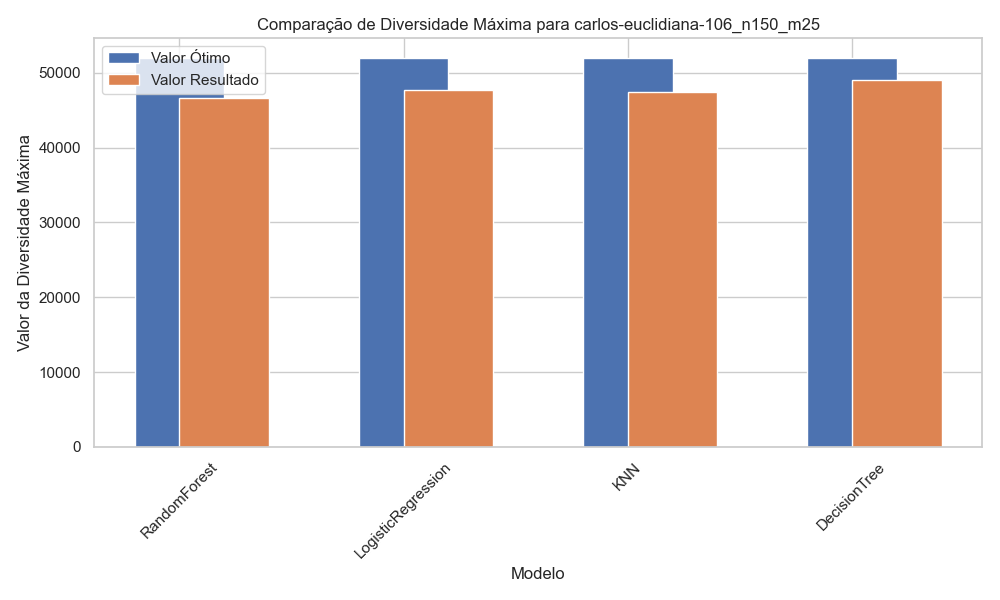 Comparação de Diversidade Máxima para carlos-euclidiana-106_n150_m25
Valor Ótimo
Valor Resultado
Valor da Diversidade Máxima
50000
40000
30000
20000
10000
0
RandomForest
LogisticRegression
KNN
DecisionTree
Modelo